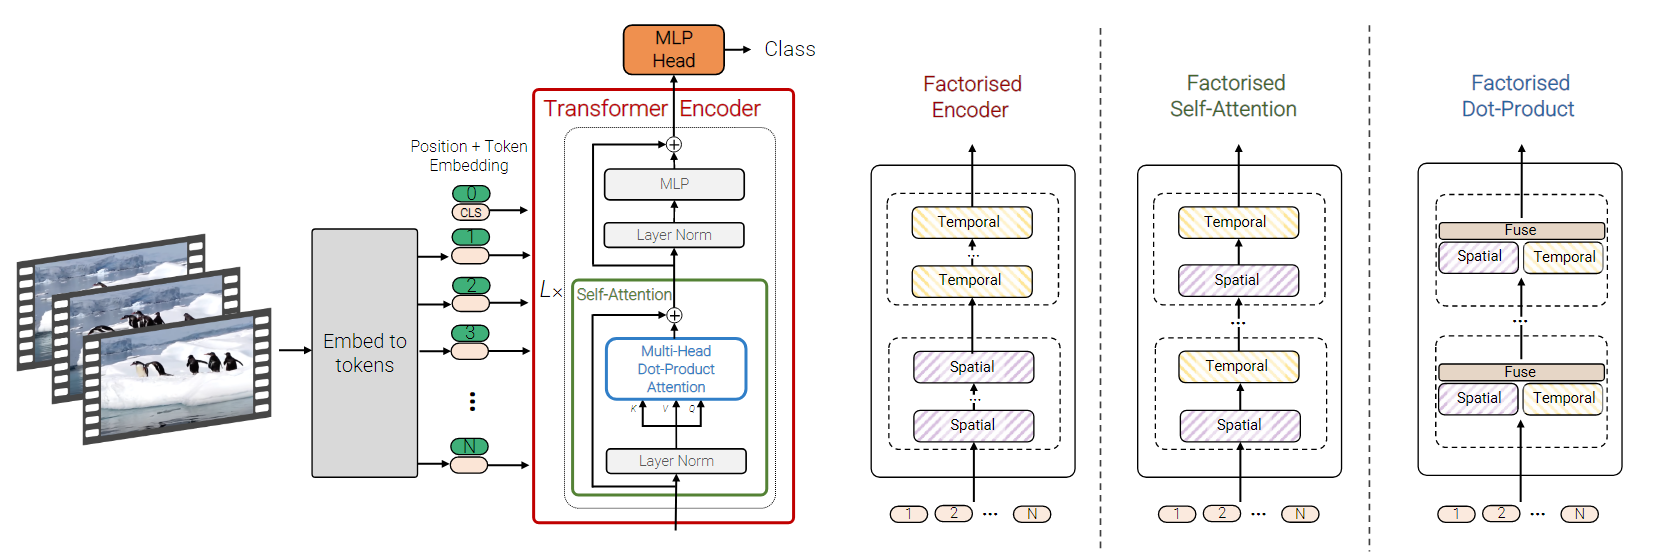 MLP
Head
Class
Transformer Encoder
Position + Token
Embedding
0
CLS
1
2
3
N
Embed to
tokens
L×
MLP
Layer Norm
Self-Attention
Multi-Head
Dot-Product
Attention
K V Q
Layer Norm
Factorised
Encoder
Temporal
...
Temporal
Spatial
...
Spatial
1 2 ... N
Factorised
Self-Attention
Temporal
Spatial
...
Temporal
Spatial
1 2 ... N
Factorised
Dot-Product
Fuse
Spatial Temporal
...
Fuse
Spatial Temporal
1 2 ... N